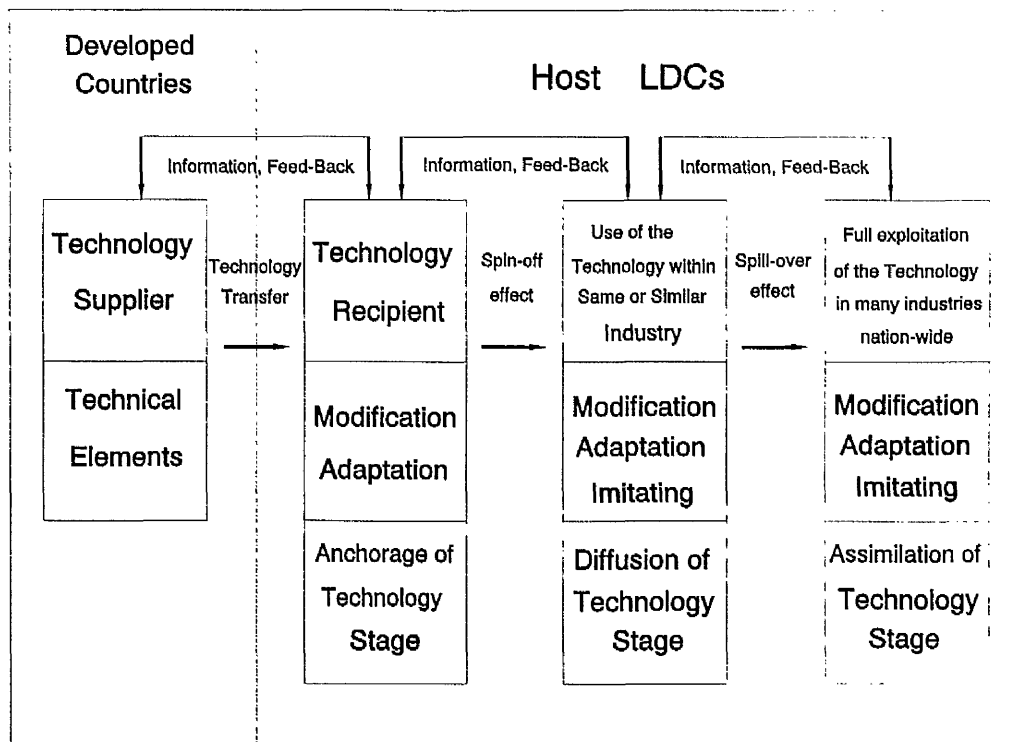 Developed
Countries
Host LDCs
Information, Feed-Back
Information, Feed-Back
Information, Feed-Back
Technology
Supplier
Technology
Transfer
Technology
Recipient
Spin-off
effect
Use of the
Technology within
Same or Similar
Industry
Spill-over
effect
Full exploitation
of the Technology
in many industries
nation-wide
Technical
Elements
Modification
Adaptation
Modification
Adaptation
Imitating
Modification
Adaptation
Imitating
Anchorage of
Technology
Stage
Diffusion of
Technology
Stage
Assimilation of
Technology
Stage